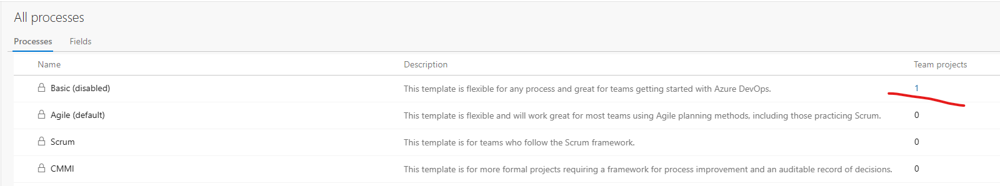 All processes
Processes Fields
Name Description Team projects
Basic (disabled) This template is flexible for any process and great for teams getting started with Azure DevOps. 1
Agile (default) This template is flexible and will work great for most teams using Agile planning methods, including those practicing Scrum. 0
Scrum This template is for teams who follow the Scrum framework. 0
CMMI This template is for more formal projects requiring a framework for process improvement and an auditable record of decisions. 0